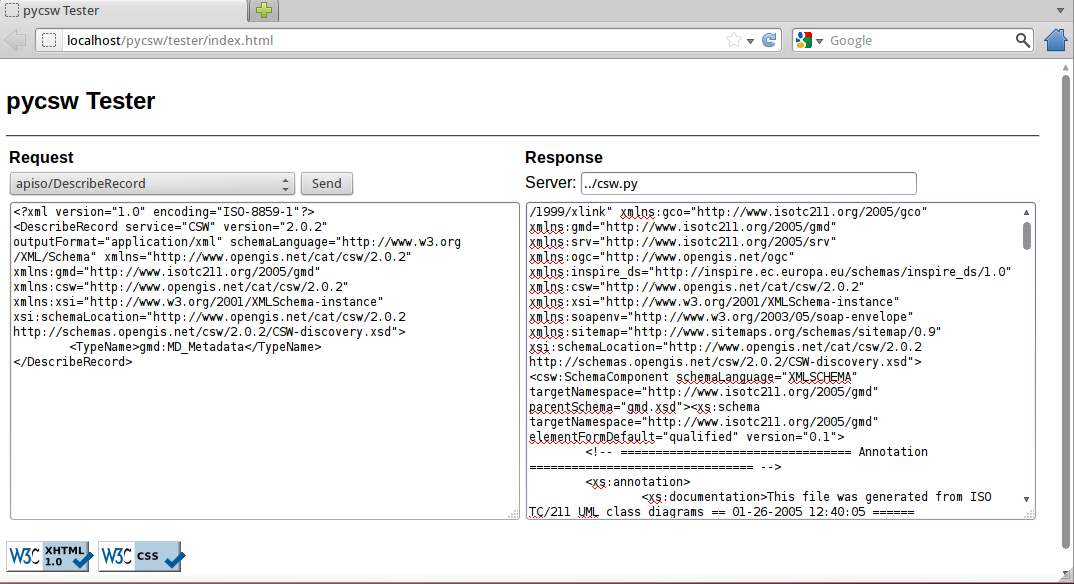 pycsw Tester
localhost/pycsw/tester/index.html
Google
pycsw Tester
Request
apiso/DescribeRecord
Send
<?xml version="1.0" encoding="ISO-8859-1"?>
<DescribeRecord service="CSW" version="2.0.2"
outputFormat="application/xml" schemaLanguage="http://www.w3.org
/XML/Schema" xmlns="http://www.opengis.net/cat/csw/2.0.2"
xmlns:gmd="http://www.isotc211.org/2005/gmd"
xmlns:csw="http://www.opengis.net/cat/csw/2.0.2"
xmlns:xsi="http://www.w3.org/2001/XMLSchema-instance"
xsi:schemaLocation="http://www.opengis.net/cat/csw/2.0.2
http://schemas.opengis.net/csw/2.0.2/CSW-discovery.xsd">
<TypeName>gmd:MD_Metadata</TypeName>
</DescribeRecord>
Response
Server: ../csw.py
/1999/xlink" xmlns:gco="http://www.isotc211.org/2005/gco"
xmlns:gmd="http://www.isotc211.org/2005/gmd"
xmlns:srv="http://www.isotc211.org/2005/srv"
xmlns:ogc="http://www.opengis.net/ogc"
xmlns:inspire_ds="http://inspire.ec.europa.eu/schemas/inspire_ds/1.0"
xmlns:csw="http://www.opengis.net/cat/csw/2.0.2"
xmlns:xsi="http://www.w3.org/2001/XMLSchema-instance"
xmlns:soapenv="http://www.w3.org/2003/05/soap-envelope"
xmlns:sitemap="http://www.sitemaps.org/schemas/sitemap/0.9"
xsi:schemaLocation="http://www.opengis.net/cat/csw/2.0.2
http://schemas.opengis.net/csw/2.0.2/CSW-discovery.xsd">
<csw:SchemaComponent schemaLanguage="XMLSCHEMA"
targetNamespace="http://www.isotc211.org/2005/gmd"
parentSchema="gmd.xsd"><xs:schema
targetNamespace="http://www.isotc211.org/2005/gmd"
elementFormDefault="qualified" version="0.1">
<!-- ================================ Annotation
=============================== -->
<xs:annotation>
<xs:documentation>This file was generated from ISO
TC/211 UML class diagrams == 01-26-2005 12:40:05 ======
W3C XHTML 1.0
W3C CSS